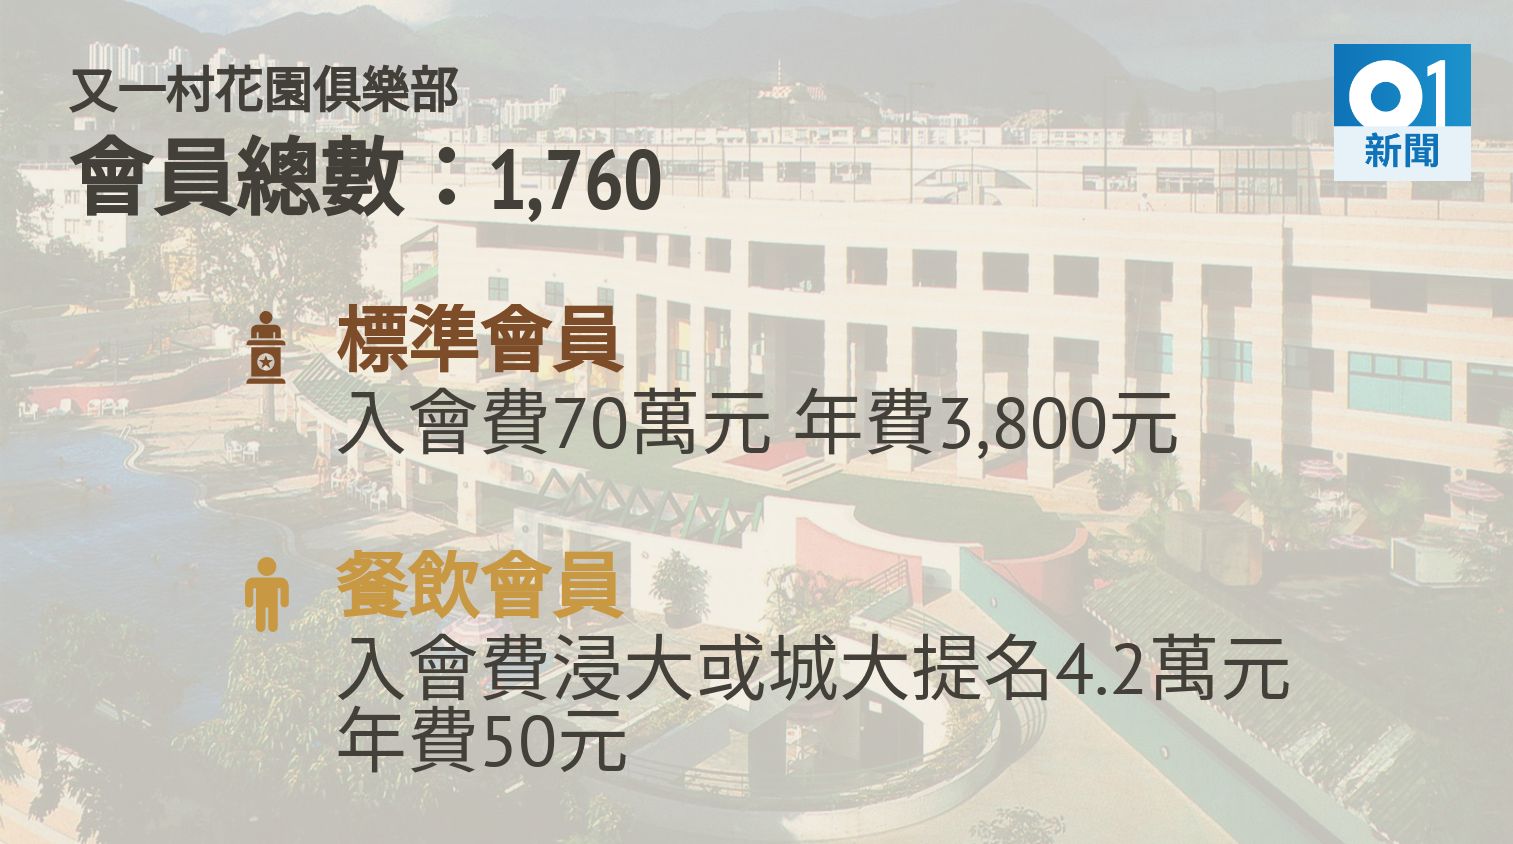 又一村花園俱樂部
會員總數：1,760
01
新聞
標準會員
入會費70萬元 年費3,800元
餐飲會員
入會費浸大或城大提名4.2萬元
年費50元